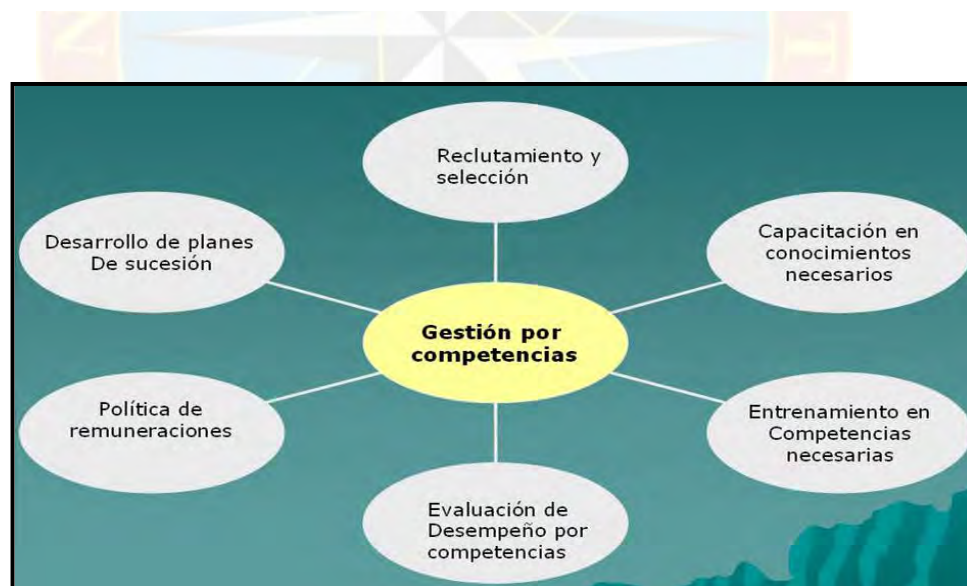 Reclutamiento y
selección
Desarrollo de planes
De sucesión
Capacitación en
conocimientos
necesarios
Gestión por
competencias
Política de
remuneraciones
Entrenamiento en
Competencias
necesarias
Evaluación de
Desempeño por
competencias